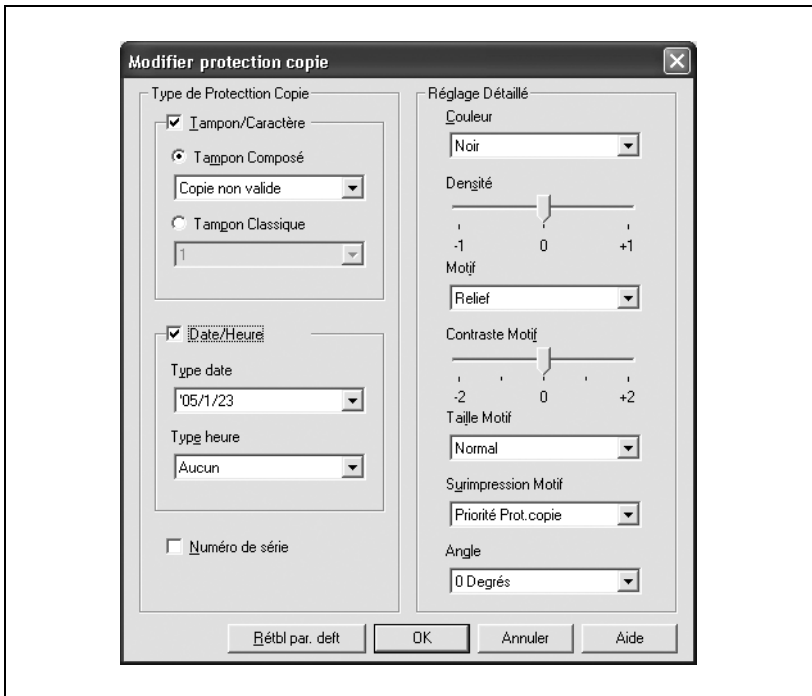 Modifier protection copie
Type de Protecttion Copie
Tampon/Caractère
Tampon Composé
Copie non valide
Tampon Classique
1
Date/Heure
Type date
'05/1/23
Type heure
Aucun
Numéro de série
Réglage Détaillé
Couleur
Noir
Densité
-1 0 +1
Motif
Relief
Contraste Motif
-2 0 +2
Taille Motif
Normal
Surimpression Motif
Priorité Prot.copie
Angle
0 Degrés
Rétbl par. deft OK Annuler Aide